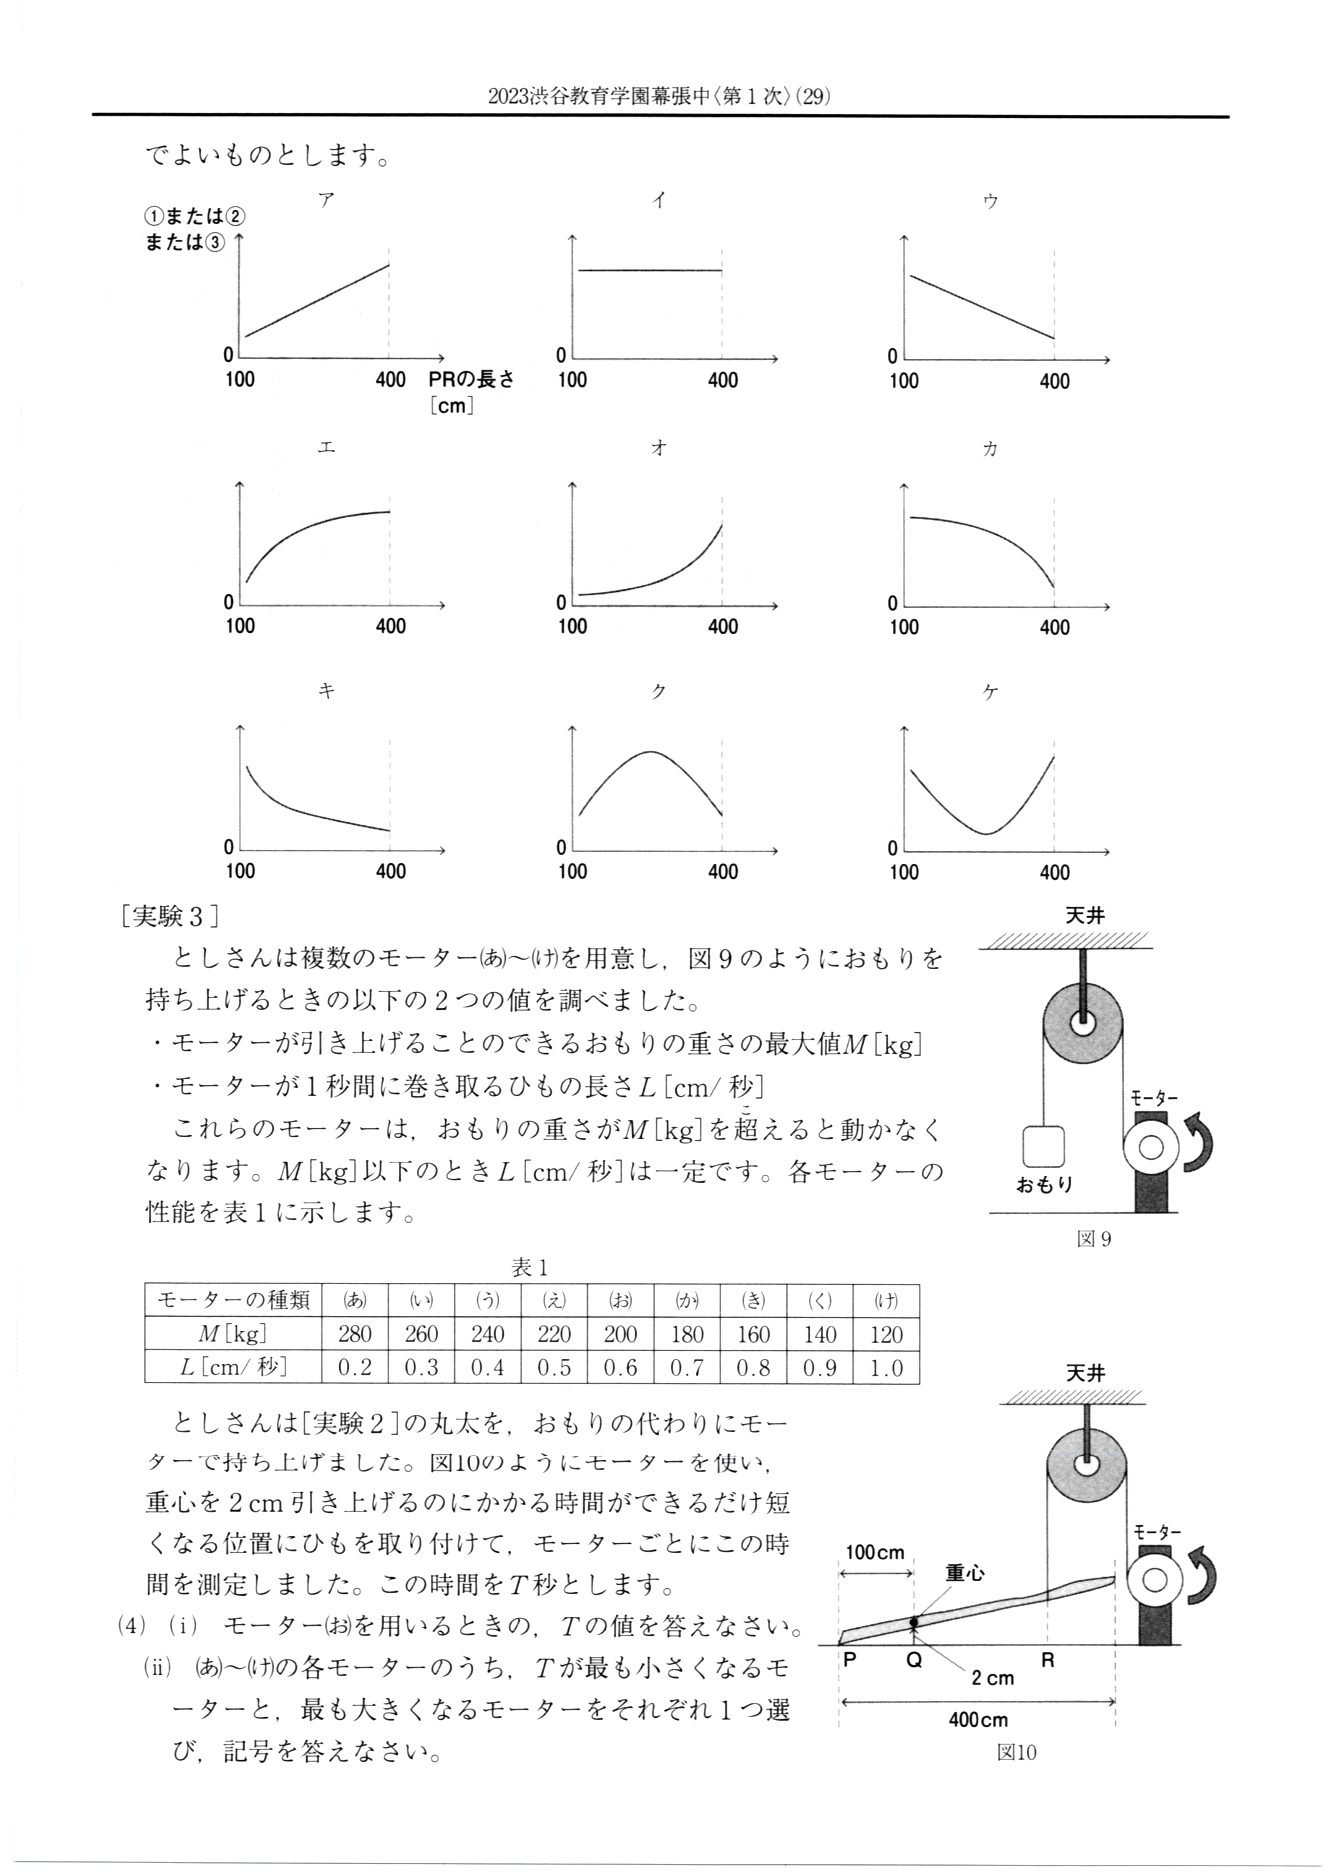 2023渋谷教育学園幕張中〈第1次〉(29)
でよいものとします。
ア
イ
ウ
①または②
または③
0
100
400
PRの長さ
[cm]
0
100
400
0
100
400
エ
オ
カ
0
100
400
0
100
400
0
100
400
キ
ク
ケ
0
100
400
0
100
400
0
100
400
[実験3]
としさんは複数のモーター(あ)～(け)を用意し，図9のようにおもりを
持ち上げるときの以下の2つの値を調べました。
・モーターが引き上げることのできるおもりの重さの最大値M[kg]
・モーターが1秒間に巻き取るひもの長さL[cm/秒]
これらのモーターは，おもりの重さがM[kg]を超えると動かなく
こ
なります。M[kg]以下のときL[cm/秒]は一定です。各モーターの
性能を表1に示します。
天井
モーター
おもり
図9
表1
モーターの種類 (あ) (い) (う) (え) (お) (か) (き) (く) (け)
M[kg] 280 260 240 220 200 180 160 140 120
L[cm/秒] 0.2 0.3 0.4 0.5 0.6 0.7 0.8 0.9 1.0
としさんは[実験2]の丸太を，おもりの代わりにモー
ターで持ち上げました。図10のようにモーターを使い，
重心を2cm引き上げるのにかかる時間ができるだけ短
くなる位置にひもを取り付けて，モーターごとにこの時
間を測定しました。この時間をT秒とします。
(4) (i) モーター(お)を用いるときの，Tの値を答えなさい。
(ii) (あ)～(け)の各モーターのうち，Tが最も小さくなるモ
ーターと，最も大きくなるモーターをそれぞれ1つ選
び，記号を答えなさい。
天井
モーター
100cm
重心
P
Q
R
2cm
400cm
図10